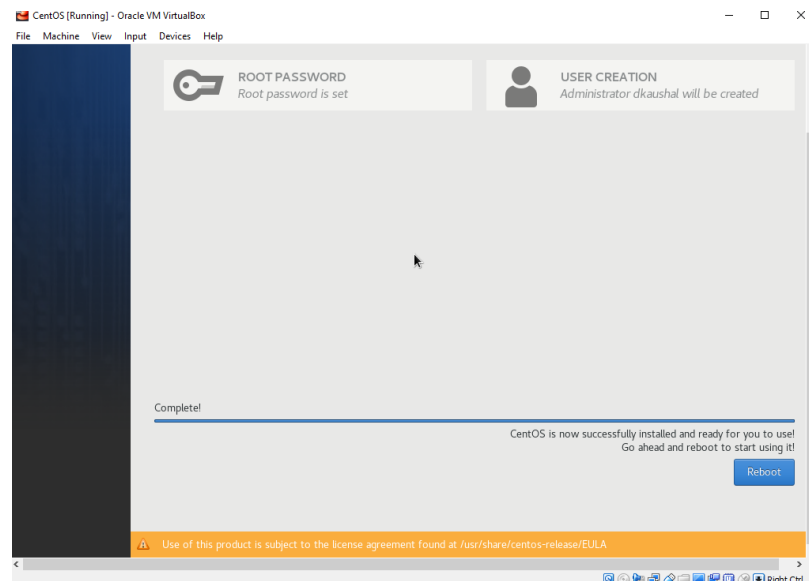 CentOS [Running] - Oracle VM VirtualBox
File Machine View Input Devices Help
ROOT PASSWORD
Root password is set
USER CREATION
Administrator dkaushal will be created
Complete!
CentOS is now successfully installed and ready for you to use!
Go ahead and reboot to start using it!
Reboot
Use of this product is subject to the license agreement found at /usr/share/centos-release/EULA
Right Ctrl